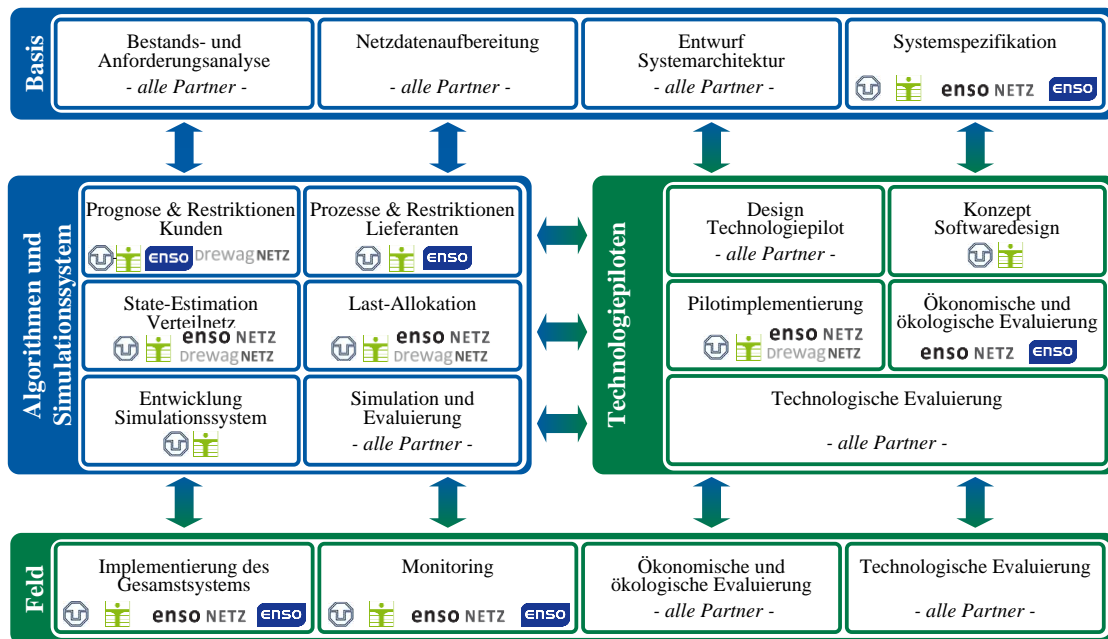 Basis
Bestands- und
Anforderungsanalyse
- alle Partner -
Netzdatenaufbereitung
- alle Partner -
Entwurf
Systemarchitektur
- alle Partner -
Systemspezifikation
enso NETZ ENSO
Algorithmen und
Simulationssystem
Prognose & Restriktionen
Kunden
ENSO DREWAG NETZ
Prozesse & Restriktionen
Lieferanten
ENSO
State-Estimation
Verteilnetz
enso NETZ
DREWAG NETZ
Last-Allokation
enso NETZ
DREWAG NETZ
Entwicklung
Simulationssystem
Simulation und
Evaluierung
- alle Partner -
Technologiepiloten
Design
Technologiepilot
- alle Partner -
Konzept
Softwaredesign
Pilotimplementierung
enso NETZ
DREWAG NETZ
Ökonomische und
ökologische Evaluierung
enso NETZ ENSO
Technologische Evaluierung
- alle Partner -
Feld
Implementierung des
Gesamstsystems
enso NETZ ENSO
Monitoring
enso NETZ ENSO
Ökonomische und
ökologische Evaluierung
- alle Partner -
Technologische Evaluierung
- alle Partner -